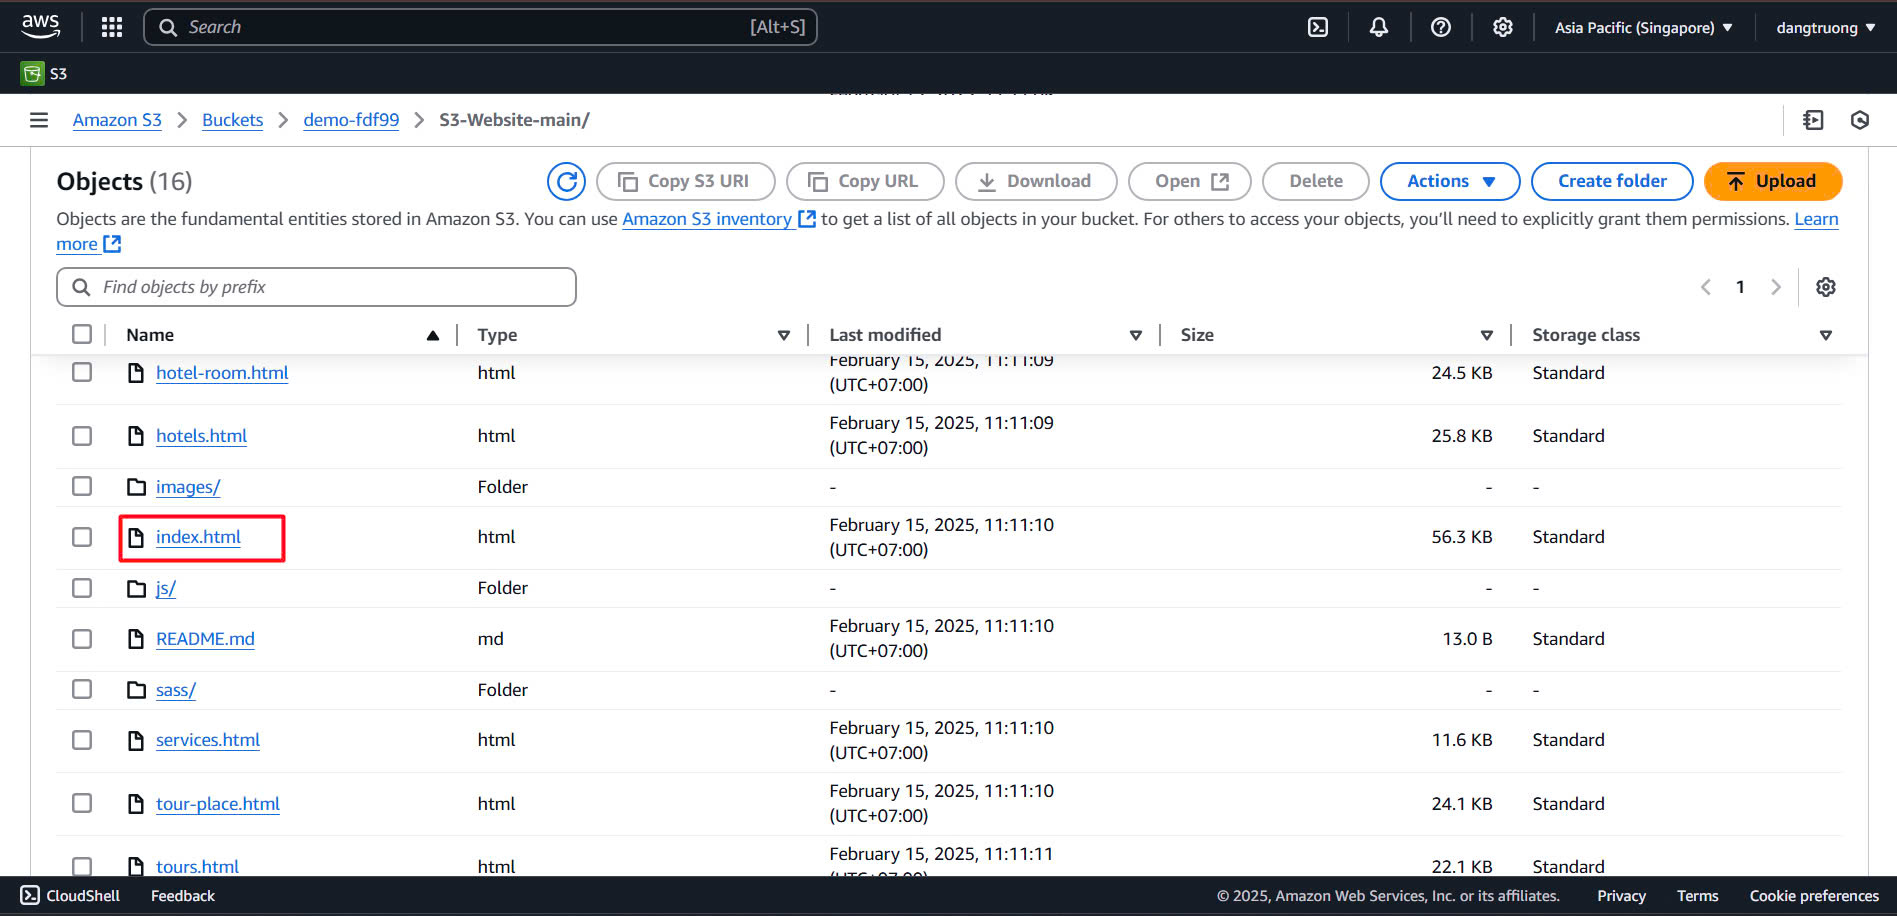 aws
Search [Alt+S]
Asia Pacific (Singapore)
dangtruong
S3
Amazon S3 > Buckets > demo-fdf99 > S3-Website-main/
Objects (16)
Copy S3 URI
Copy URL
Download
Open
Delete
Actions
Create folder
Upload
Objects are the fundamental entities stored in Amazon S3. You can use Amazon S3 inventory to get a list of all objects in your bucket. For others to access your objects, you’ll need to explicitly grant them permissions. Learn
more
Find objects by prefix
1
Name Type Last modified Size Storage class
hotel-room.html html February 15, 2025, 11:11:09 24.5 KB Standard
(UTC+07:00)
hotels.html html February 15, 2025, 11:11:09 25.8 KB Standard
(UTC+07:00)
images/ Folder - - -
index.html html February 15, 2025, 11:11:10 56.3 KB Standard
(UTC+07:00)
js/ Folder - - -
README.md md February 15, 2025, 11:11:10 13.0 B Standard
(UTC+07:00)
sass/ Folder - - -
services.html html February 15, 2025, 11:11:10 11.6 KB Standard
(UTC+07:00)
tour-place.html html February 15, 2025, 11:11:10 24.1 KB Standard
(UTC+07:00)
tours.html html February 15, 2025, 11:11:11 22.1 KB Standard
CloudShell Feedback © 2025, Amazon Web Services, Inc. or its affiliates. Privacy Terms Cookie preferences